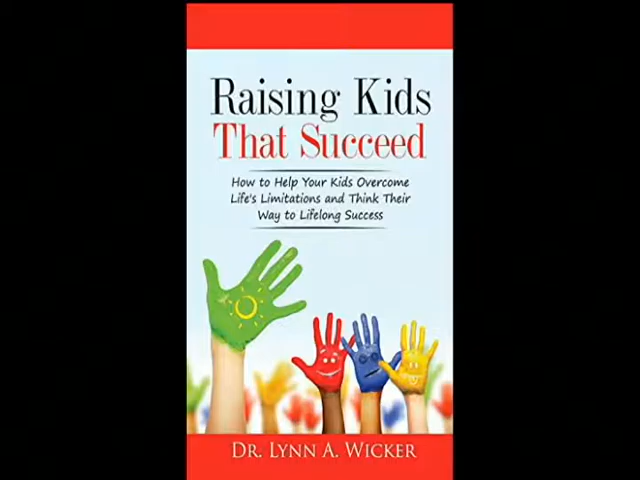 Raising Kids
That Succeed
How to Help Your Kids Overcome
Life's Limitations and Think Their
Way to Lifelong Success
DR. LYNN A. WICKER